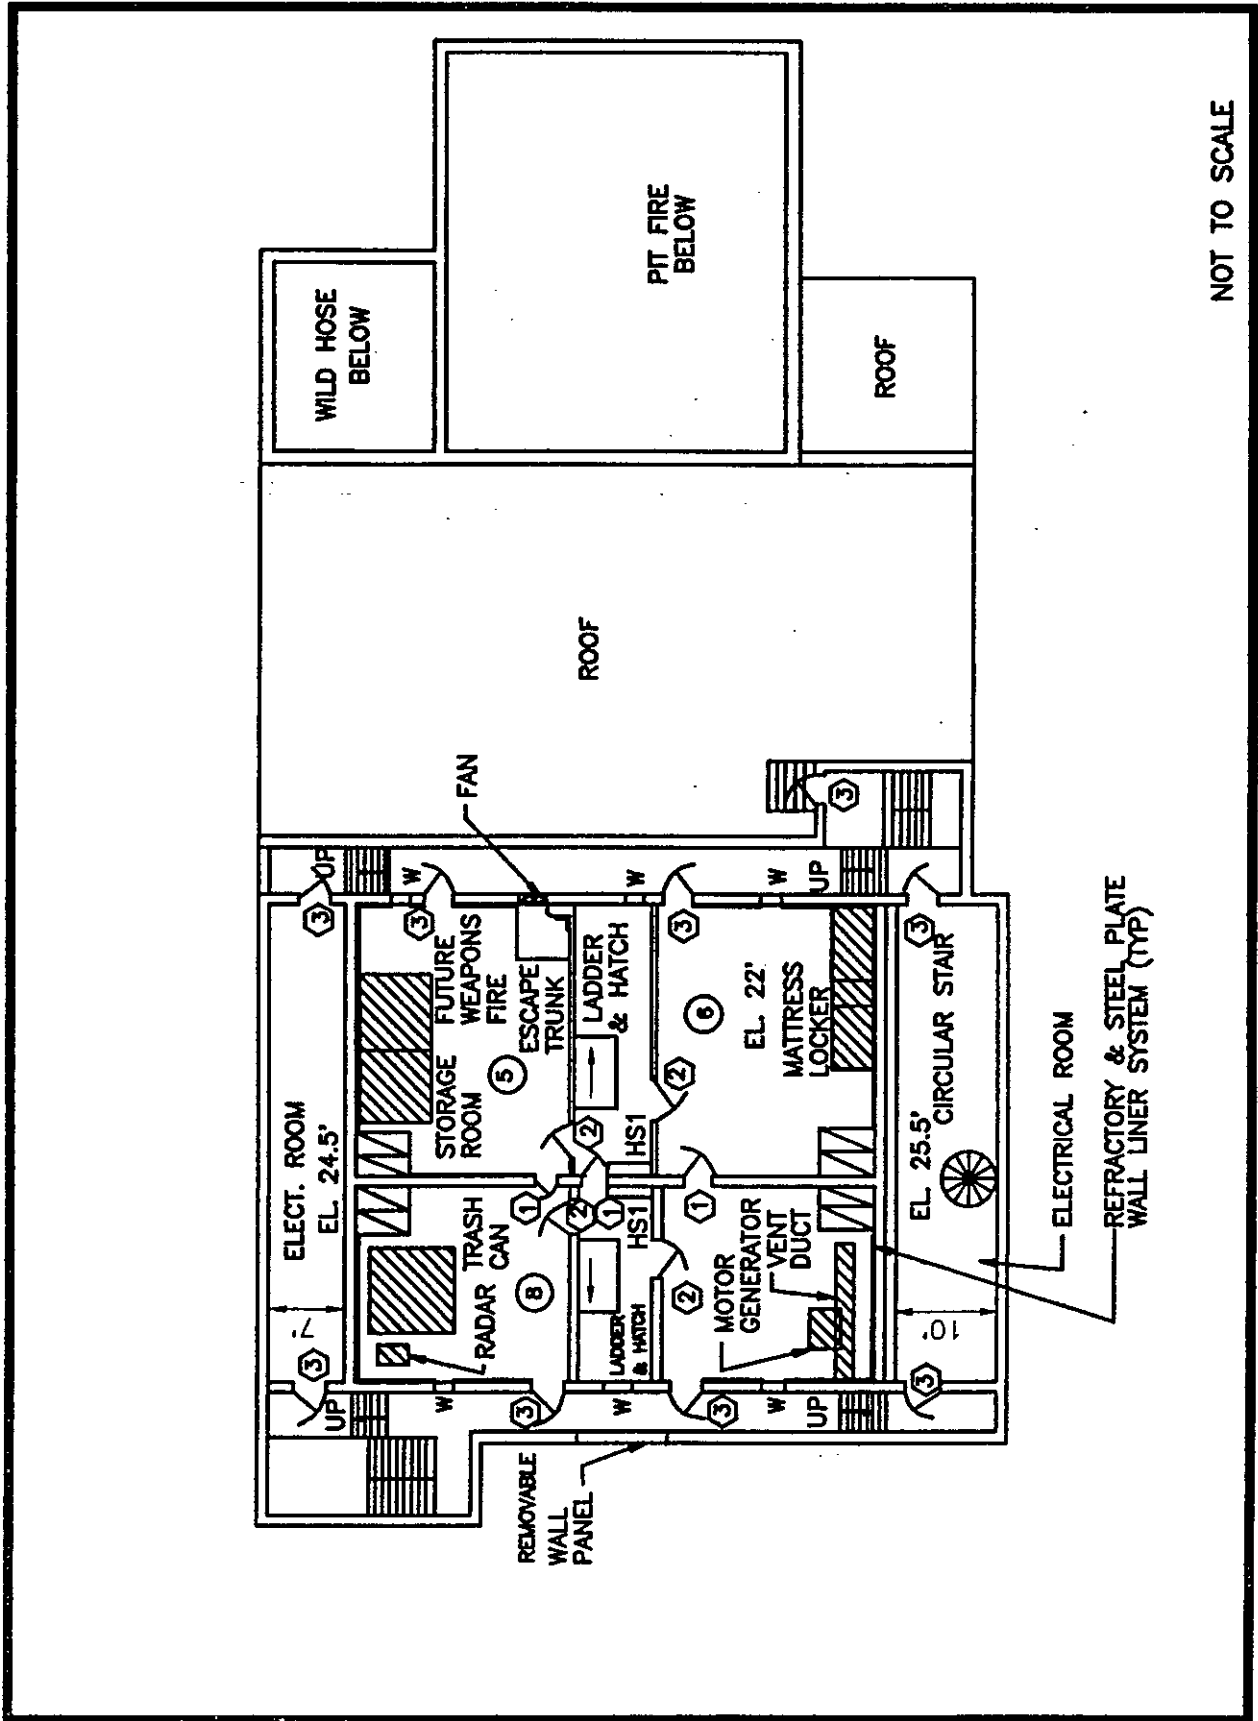 WILD HOSE
BELOW
PIT FIRE
BELOW
ROOF
ROOF
NOT TO SCALE
FAN
UP
W
W
W
UP
3
3
3
3
3
ELECT. ROOM
EL. 24.5'
7'
3
UP
FUTURE
WEAPONS
FIRE
STORAGE
ROOM
5
ESCAPE
TRUNK
LADDER
& HATCH
2
HS1
6
EL. 22'
MATTRESS
LOCKER
2
CIRCULAR STAIR
EL. 25.5'
10'
3
TRASH
CAN
RADAR
8
1
2
1
HS1
LADDER
& HATCH
1
2
MOTOR
GENERATOR
VENT
DUCT
W
3
W
3
W
UP
REMOVABLE
WALL
PANEL
ELECTRICAL ROOM
REFRACTORY & STEEL PLATE
WALL LINER SYSTEM (TYP)